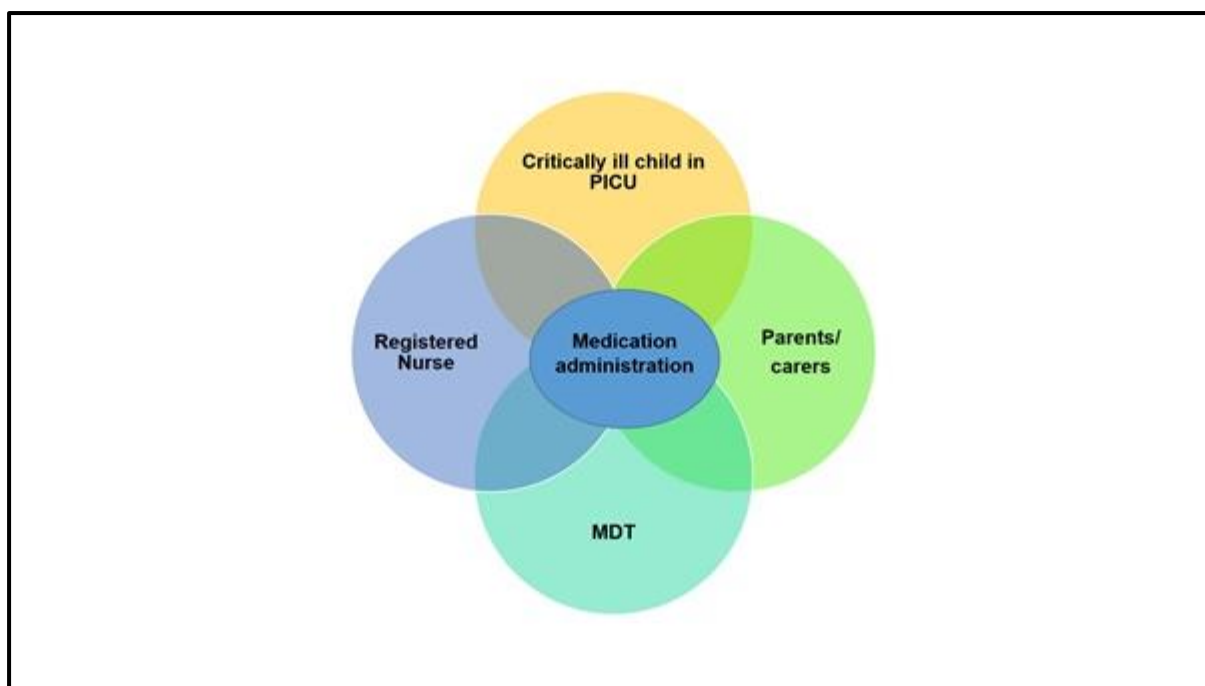 Critically ill child in
PICU
Registered
Nurse
Medication
administration
Parents/
carers
MDT